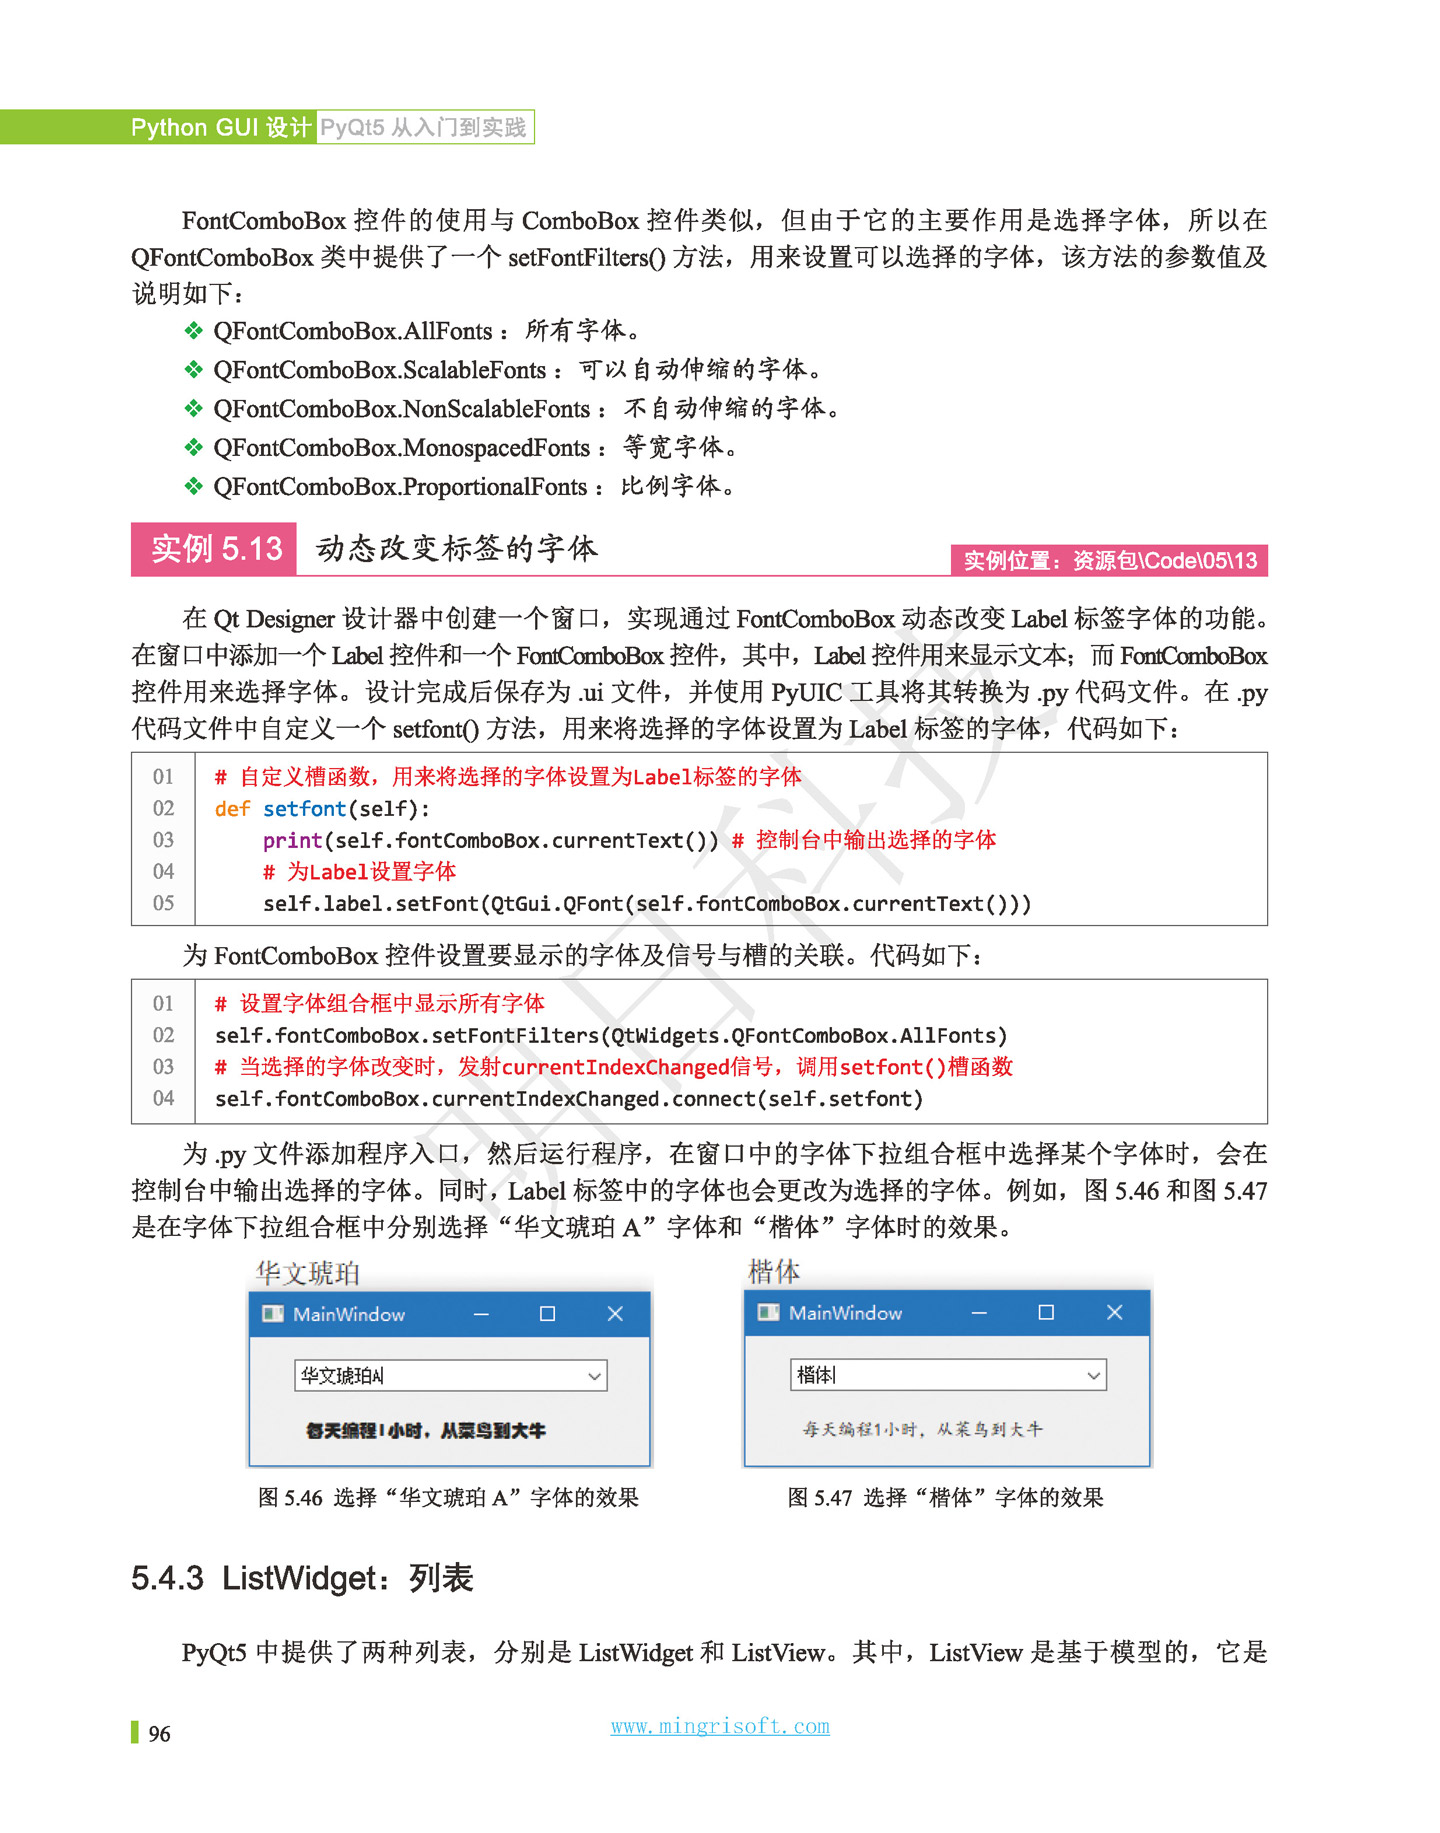 Python GUI 设计 PyQt5 从入门到实践
FontComboBox 控件的使用与 ComboBox 控件类似，但由于它的主要作用是选择字体，所以在
QFontComboBox 类中提供了一个 setFontFilters() 方法，用来设置可以选择的字体，该方法的参数值及
说明如下：
❖ QFontComboBox.AllFonts：所有字体。
❖ QFontComboBox.ScalableFonts：可以自动伸缩的字体。
❖ QFontComboBox.NonScalableFonts：不自动伸缩的字体。
❖ QFontComboBox.MonospacedFonts：等宽字体。
❖ QFontComboBox.ProportionalFonts：比例字体。
实例 5.13 动态改变标签的字体
实例位置：资源包\Code\05\13
在 Qt Designer 设计器中创建一个窗口，实现通过 FontComboBox 动态改变 Label 标签字体的功能。
在窗口中添加一个 Label 控件和一个 FontComboBox 控件，其中，Label 控件用来显示文本；而 FontComboBox
控件用来选择字体。设计完成后保存为 .ui 文件，并使用 PyUIC 工具将其转换为 .py 代码文件。在 .py
代码文件中自定义一个 setfont() 方法，用来将选择的字体设置为 Label 标签的字体，代码如下：
01 # 自定义槽函数，用来将选择的字体设置为Label标签的字体
02 def setfont(self):
03     print(self.fontComboBox.currentText()) # 控制台中输出选择的字体
04     # 为Label设置字体
05     self.label.setFont(QtGui.QFont(self.fontComboBox.currentText()))
为 FontComboBox 控件设置要显示的字体及信号与槽的关联。代码如下：
01 # 设置字体组合框中显示所有字体
02 self.fontComboBox.setFontFilters(QtWidgets.QFontComboBox.AllFonts)
03 # 当选择的字体改变时，发射currentIndexChanged信号，调用setfont()槽函数
04 self.fontComboBox.currentIndexChanged.connect(self.setfont)
为 .py 文件添加程序入口，然后运行程序，在窗口中的字体下拉组合框中选择某个字体时，会在
控制台中输出选择的字体。同时，Label 标签中的字体也会更改为选择的字体。例如，图 5.46 和图 5.47
是在字体下拉组合框中分别选择“华文琥珀 A”字体和“楷体”字体时的效果。
华文琥珀
MainWindow
华文琥珀A
每天编程1小时，从菜鸟到大牛
图 5.46 选择“华文琥珀 A”字体的效果
楷体
MainWindow
楷体
每天编程1小时，从菜鸟到大牛
图 5.47 选择“楷体”字体的效果
5.4.3 ListWidget：列表
PyQt5 中提供了两种列表，分别是 ListWidget 和 ListView。其中，ListView 是基于模型的，它是
96
www.mingrisoft.com
明日科技